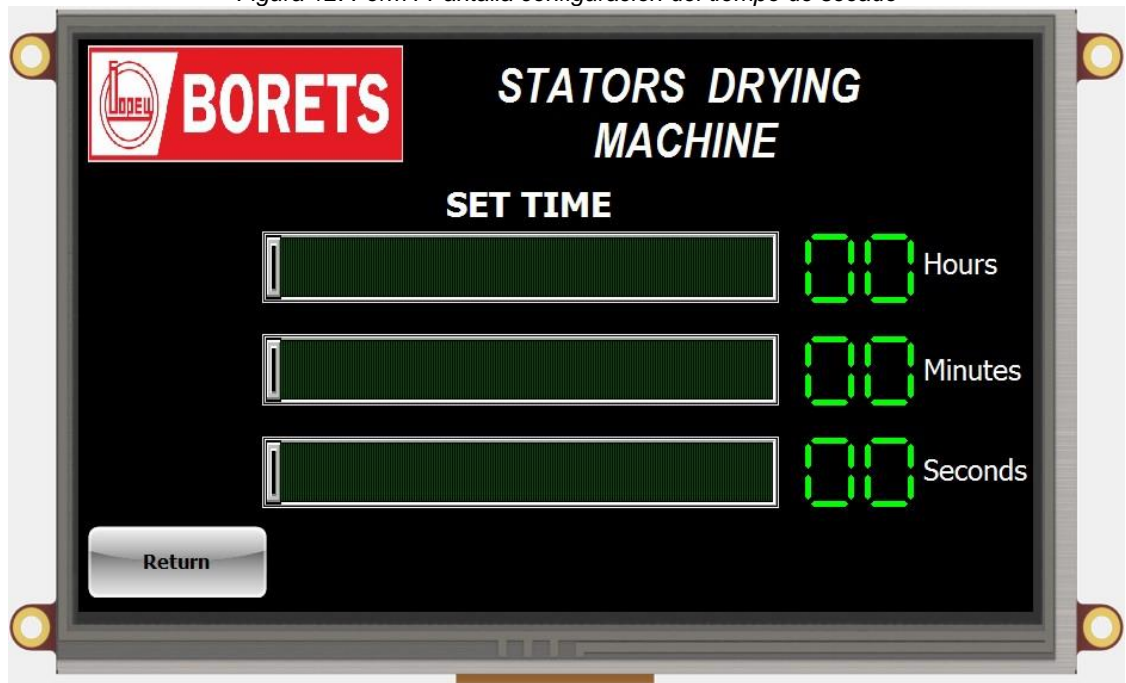 BORETS
STATORS DRYING
MACHINE
SET TIME
00 Hours
00 Minutes
00 Seconds
Return